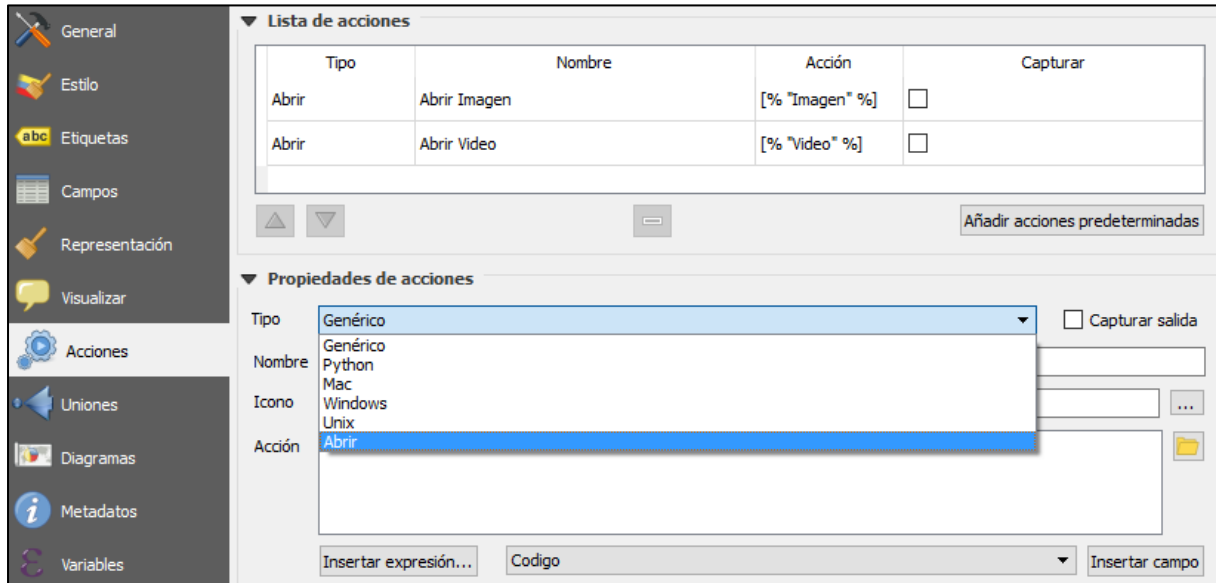 General
Estilo
Etiquetas
Campos
Representación
Visualizar
Acciones
Uniones
Diagramas
Metadatos
Variables
abc
Lista de acciones
Tipo Nombre Acción Capturar
Abrir Abrir Imagen [% "Imagen" %]
Abrir Abrir Video [% "Video" %]
Añadir acciones predeterminadas
Propiedades de acciones
Tipo Genérico Capturar salida
Genérico
Nombre Python
Mac
Icono Windows ...
Unix
Acción Abrir
Insertar expresión... Codigo Insertar campo